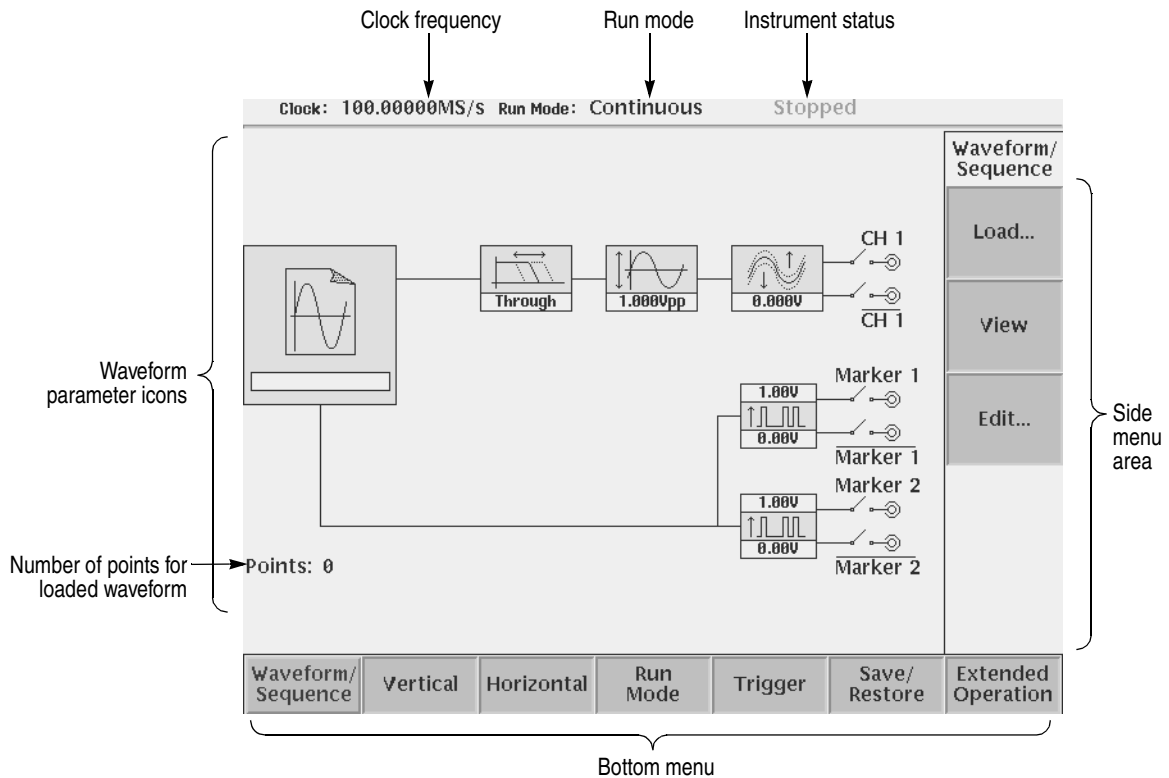 Clock frequency
Run mode
Instrument status
Clock: 100.00000MS/s Run Mode: Continuous Stopped
Waveform/
Sequence
Load...
View
Edit...
Side
menu
area
CH 1
CH 1
Through
1.000Vpp
0.000V
Waveform
parameter icons
Marker 1
1.00V
0.00V
Marker 1
Marker 2
1.00V
0.00V
Marker 2
Number of points for
loaded waveform
Points: 0
Waveform/
Sequence
Vertical
Horizontal
Run
Mode
Trigger
Save/
Restore
Extended
Operation
Bottom menu